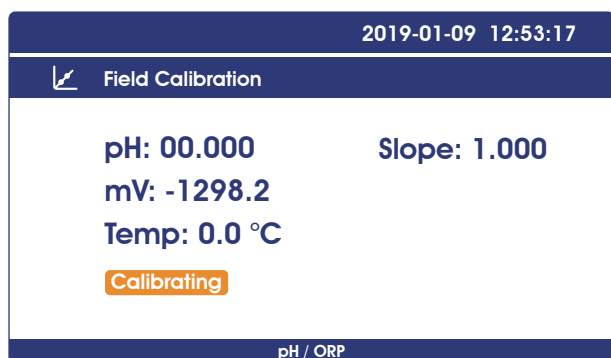 2019-01-09 12:53:17
Field Calibration
pH: 00.000
Slope: 1.000
mV: -1298.2
Temp: 0.0 °C
Calibrating
pH / ORP